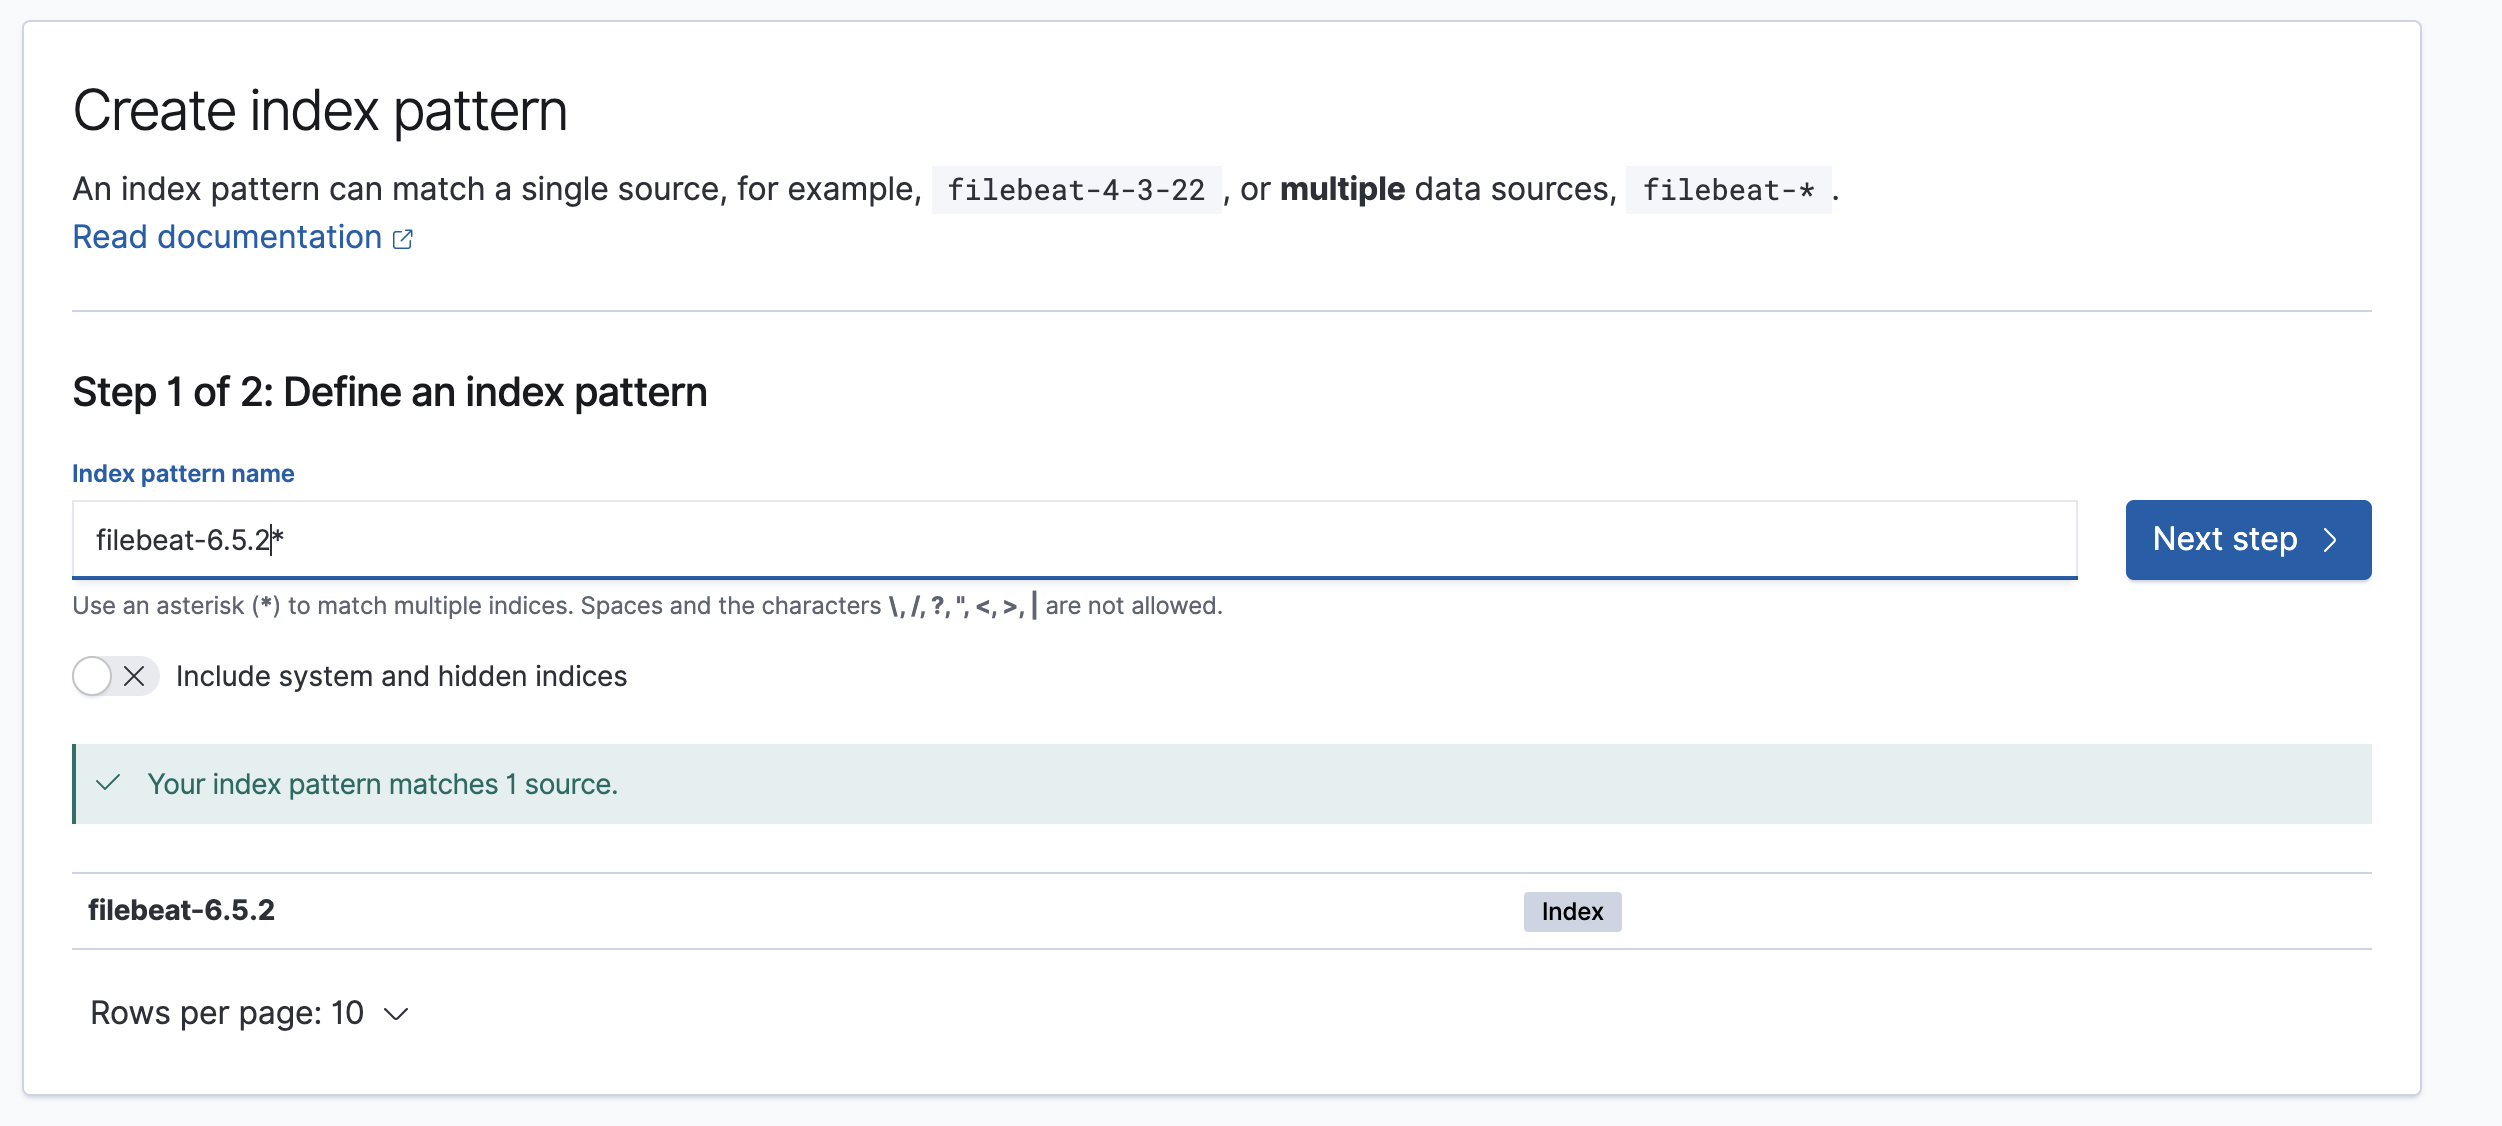 Create index pattern
An index pattern can match a single source, for example, filebeat-4-3-22 , or multiple data sources, filebeat-* .
Read documentation
Step 1 of 2: Define an index pattern
Index pattern name
filebeat-6.5.2*
Next step
Use an asterisk (*) to match multiple indices. Spaces and the characters \, /, ?, ", <, >, | are not allowed.
Include system and hidden indices
Your index pattern matches 1 source.
filebeat-6.5.2 Index
Rows per page: 10